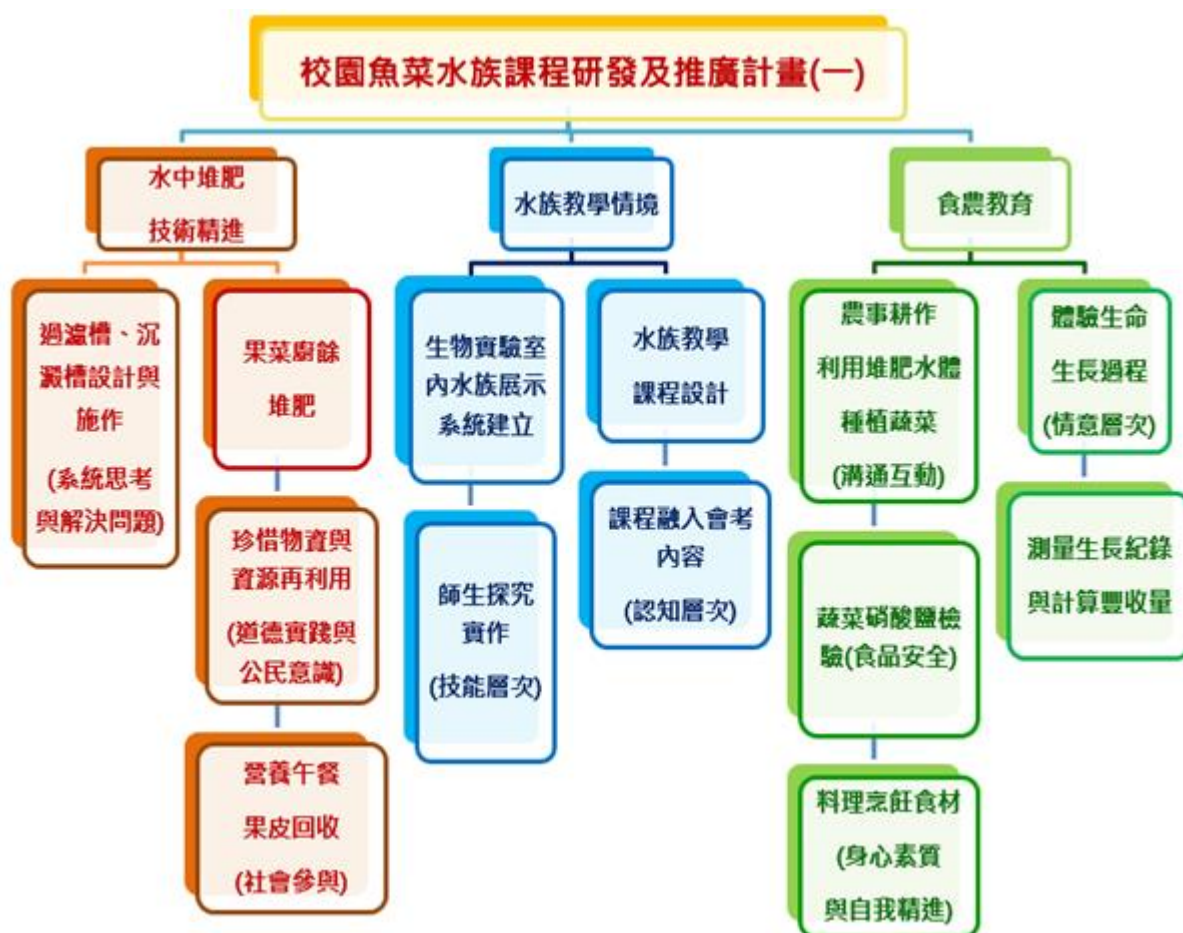 校園魚菜水族課程研發及推廣計畫(一)
水中堆肥
技術精進
過濾槽、沉
澱槽設計與
施作
(系統思考
與解決問題)
果菜廚餘
堆肥
珍惜物資與
資源再利用
(道德實踐與
公民意識)
營養午餐
果皮回收
(社會參與)
水族教學情境
生物實驗室
內水族展示
系統建立
師生探究
實作
(技能層次)
水族教學
課程設計
課程融入會考
內容
(認知層次)
食農教育
農事耕作
利用堆肥水體
種植蔬菜
(溝通互動)
蔬菜硝酸鹽檢
驗(食品安全)
料理烹飪食材
(身心素質
與自我精進)
體驗生命
生長過程
(情意層次)
測量生長紀錄
與計算豐收量